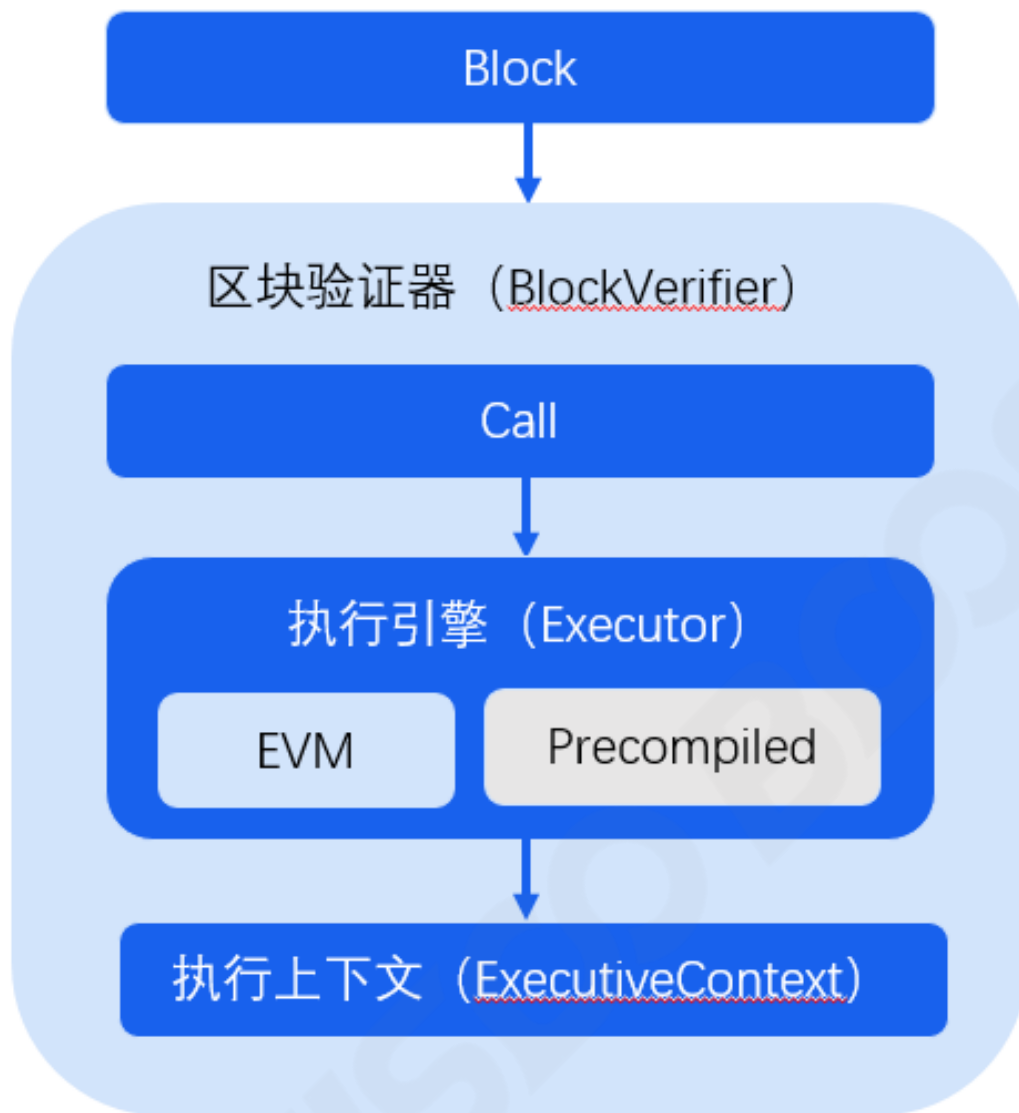 Block
区块验证器（BlockVerifier）
Call
执行引擎（Executor）
EVM
Precompiled
执行上下文（ExecutiveContext）